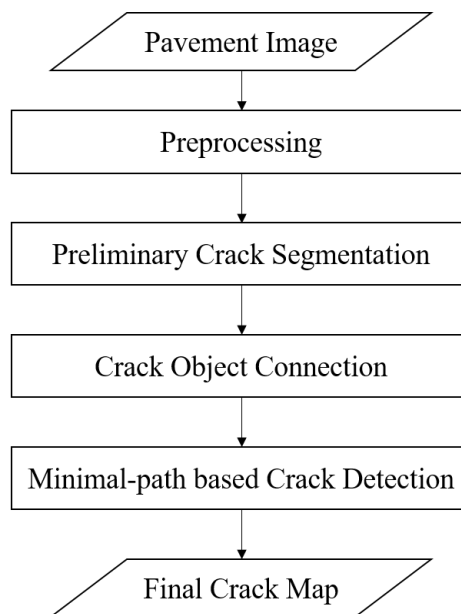 Pavement Image
Preprocessing
Preliminary Crack Segmentation
Crack Object Connection
Minimal-path based Crack Detection
Final Crack Map